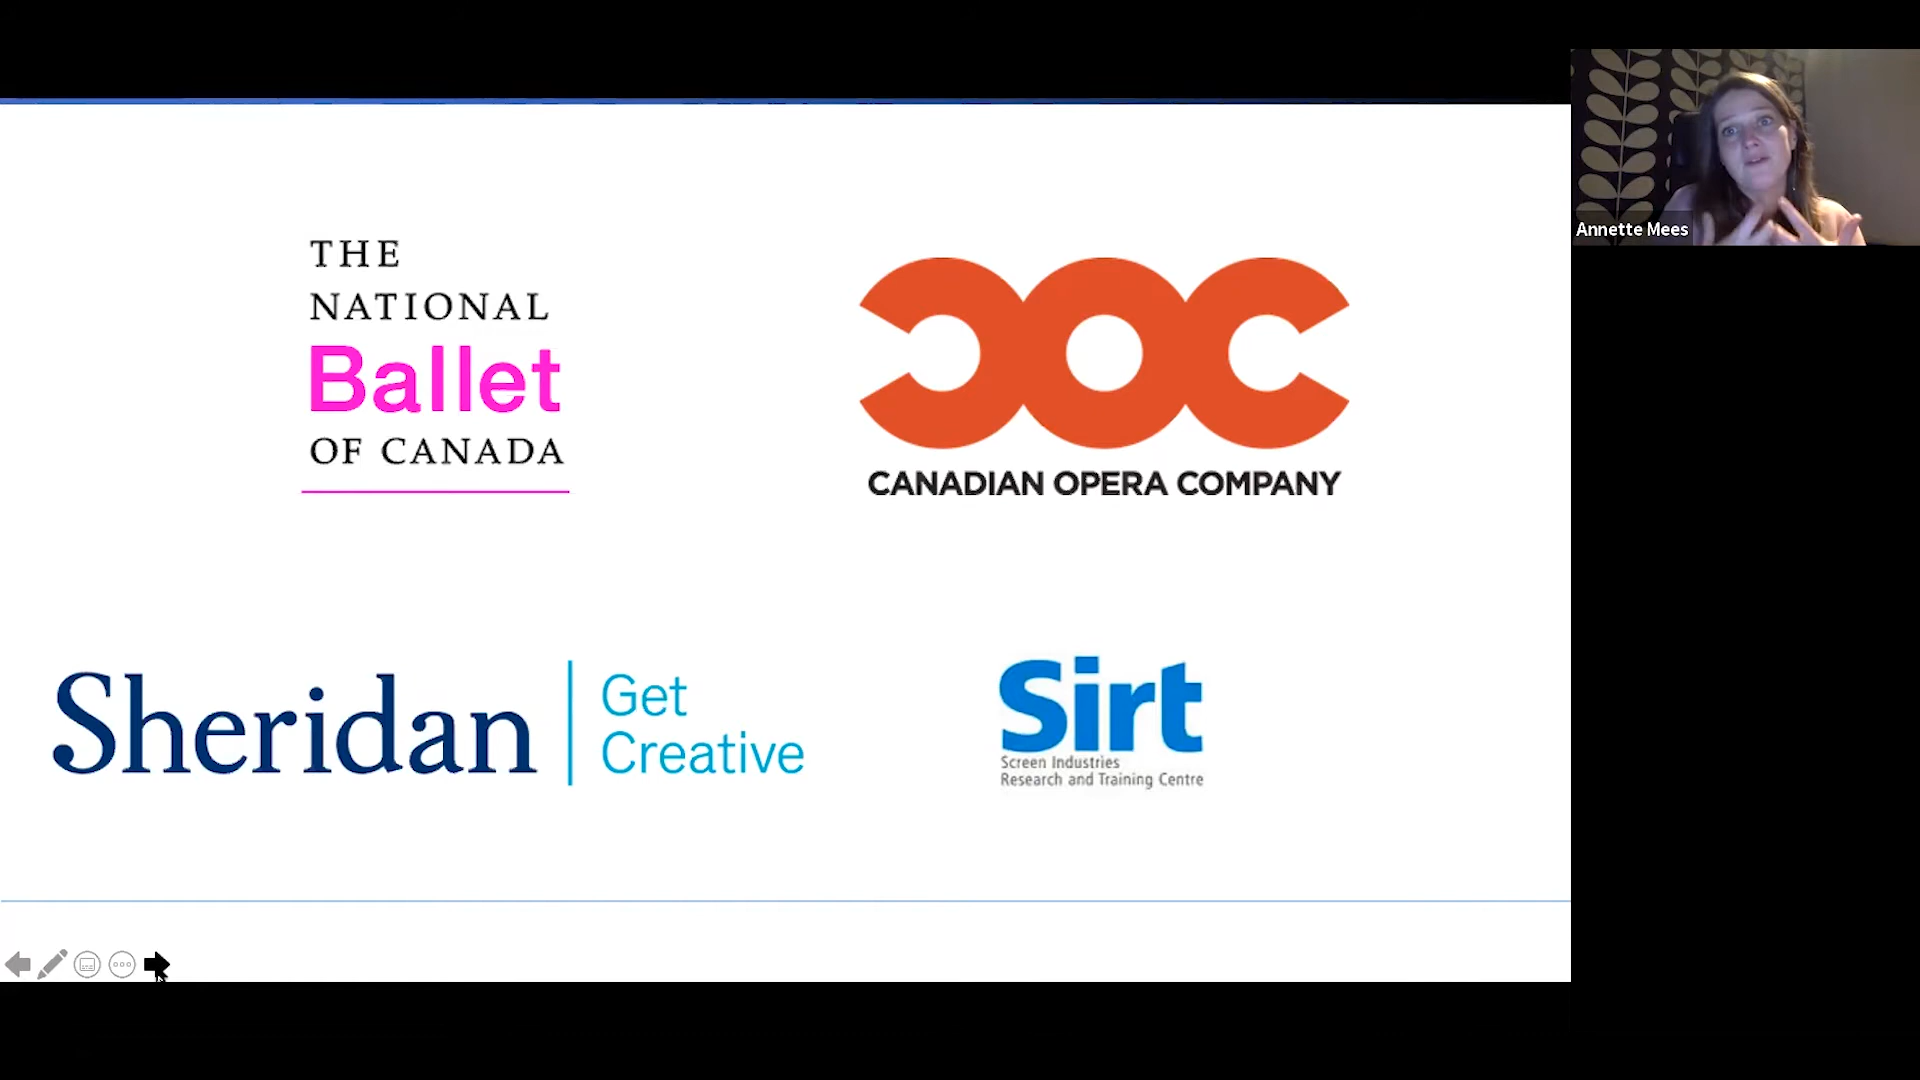 THE
NATIONAL
Ballet
OF CANADA
COC
CANADIAN OPERA COMPANY
Sheridan
Get
Creative
Sirt
Screen Industries
Research and Training Centre
Annette Mees